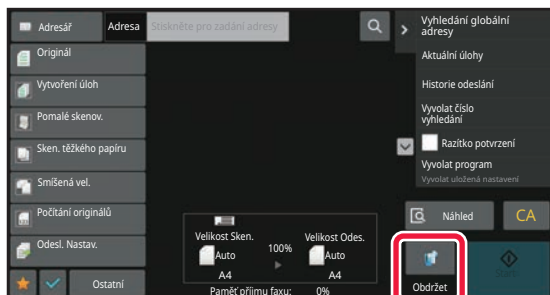 Adresář
Adresa
Stiskněte pro zadání adresy
Originál
Vytvoření úloh
Pomalé skenov.
Sken. těžkého papíru
Smíšená vel.
Počítání originálů
Odesl. Nastav.
Ostatní
Velikost Sken.
Auto
A4
100%
Velikost Odes.
Auto
A4
Paměť příjmu faxu: 0%
Vyhledání globální
adresy
Aktuální úlohy
Historie odeslání
Vyvolat číslo
vyhledání
Razítko potvrzení
Vyvolat program
Vyvolat uložená nastavení
Náhled
CA
Obdržet
Start